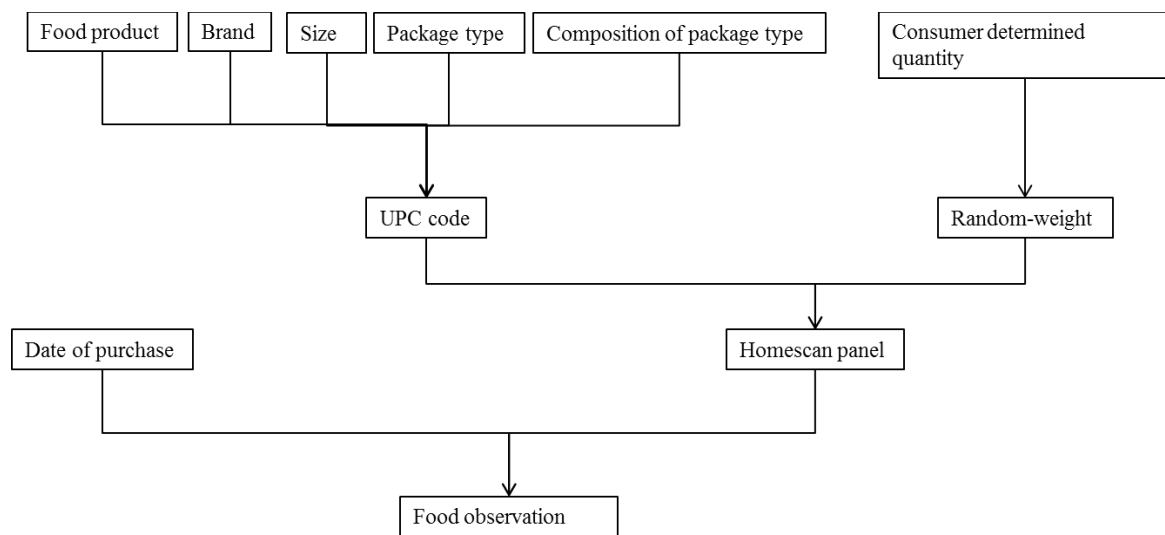 Food product
Brand
Size
Package type
Composition of package type
Consumer determined
quantity
UPC code
Random-weight
Date of purchase
Homescan panel
Food observation